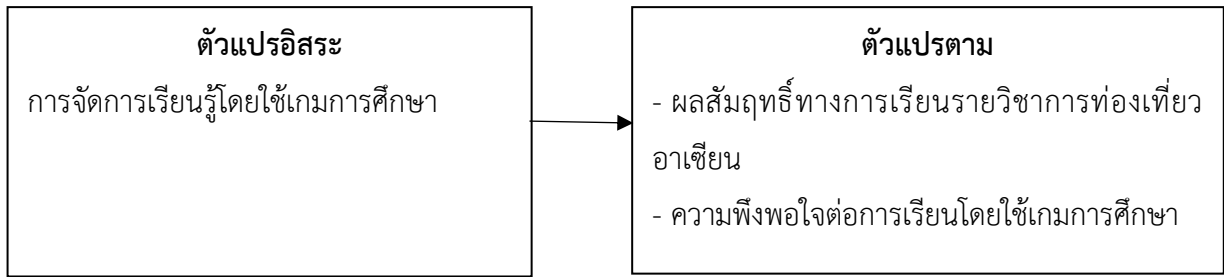 ตัวแปรอิสระ
การจัดการเรียนรู้โดยใช้เกมการศึกษา
ตัวแปรตาม
- ผลสัมฤทธิ์ทางการเรียนรายวิชาการท่องเที่ยว
อาเซียน
- ความพึงพอใจต่อการเรียนโดยใช้เกมการศึกษา